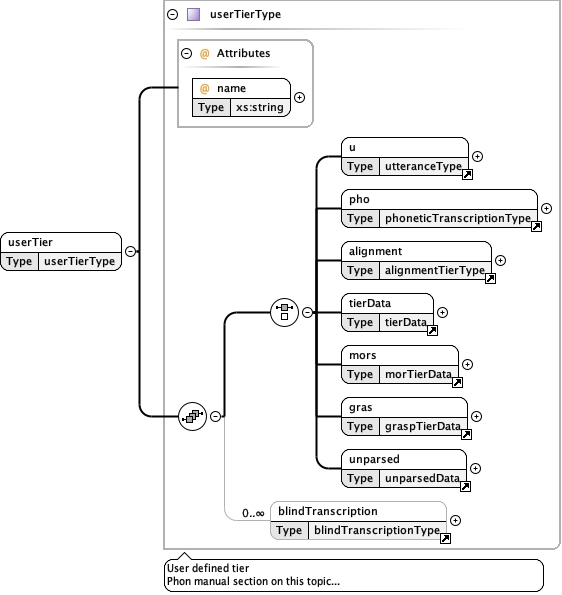 userTierType
@ Attributes
@ name
Type xs:string
u
Type utteranceType
pho
Type phoneticTranscriptionType
userTier
Type userTierType
alignment
Type alignmentTierType
tierData
Type tierData
mors
Type morTierData
gras
Type graspTierData
unparsed
Type unparsedData
0..∞
blindTranscription
Type blindTranscriptionType
User defined tier
Phon manual section on this topic...